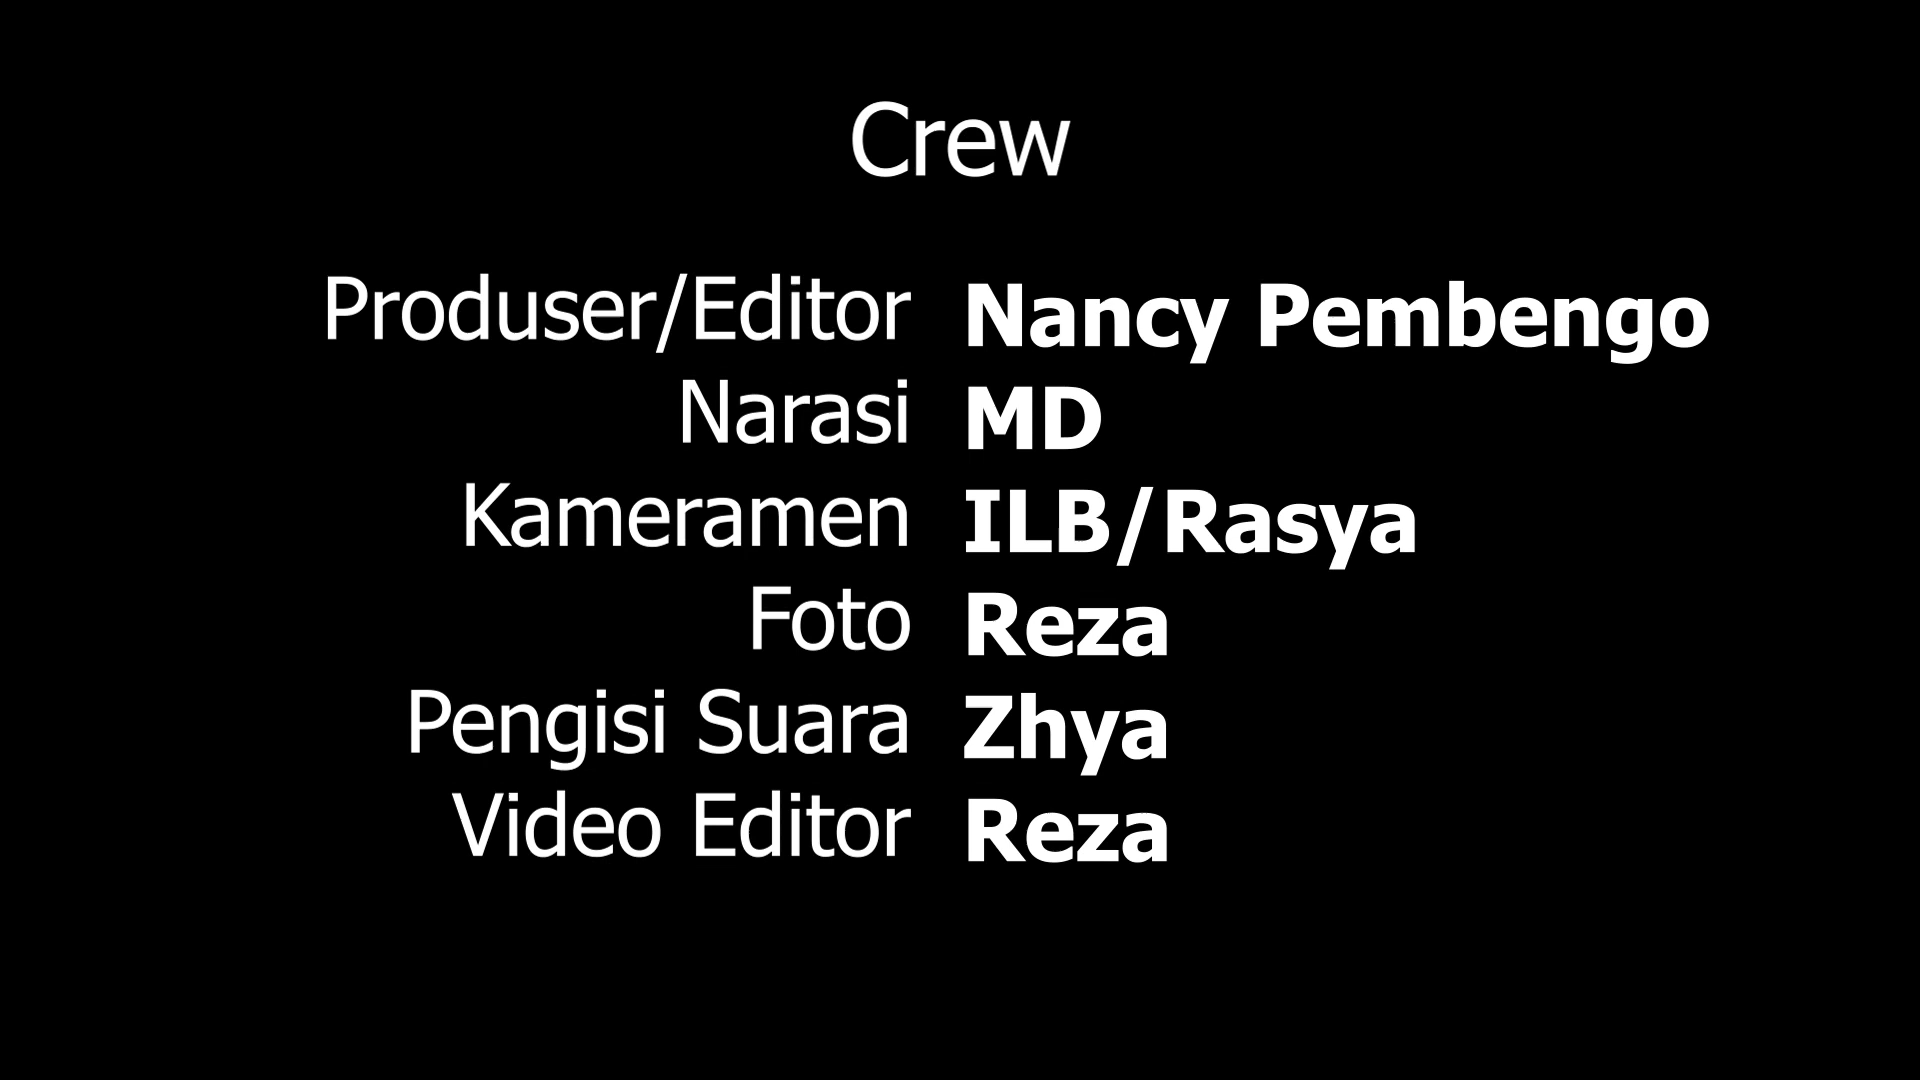 Crew
Produser/Editor Nancy Pembengo
Narasi MD
Kameramen ILB/Rasya
Foto Reza
Pengisi Suara Zhya
Video Editor Reza